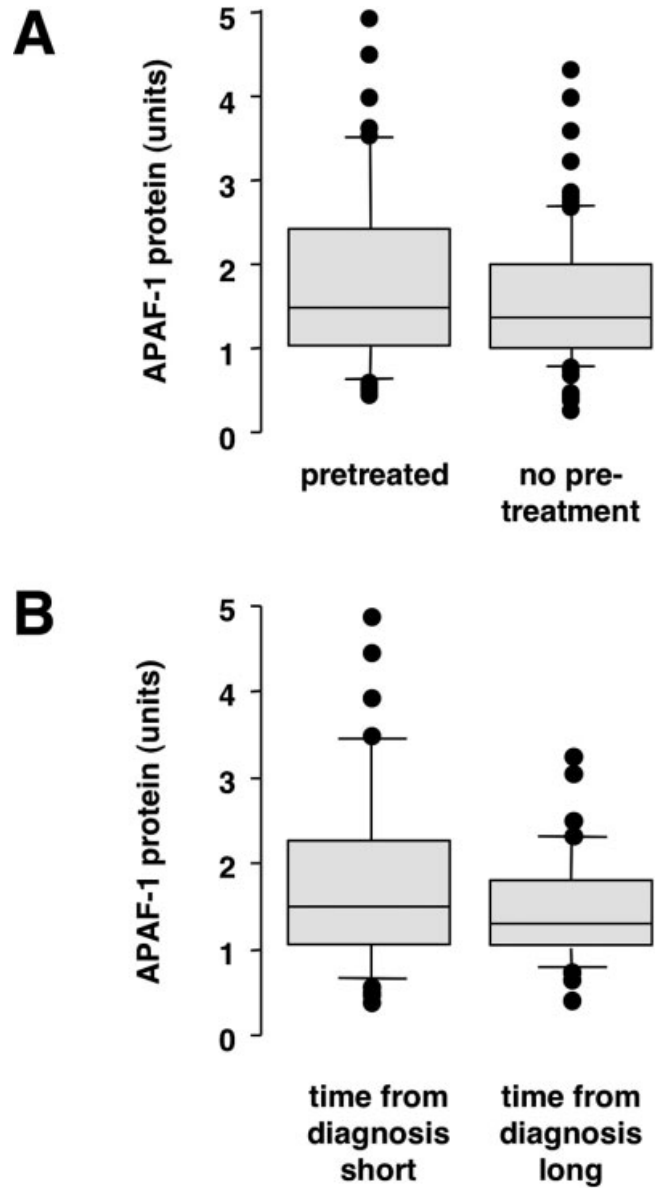 A
APAF-1 protein (units)
5
4
3
2
1
0
pretreated
no pre-
treatment
B
APAF-1 protein (units)
5
4
3
2
1
0
time from
diagnosis
short
time from
diagnosis
long